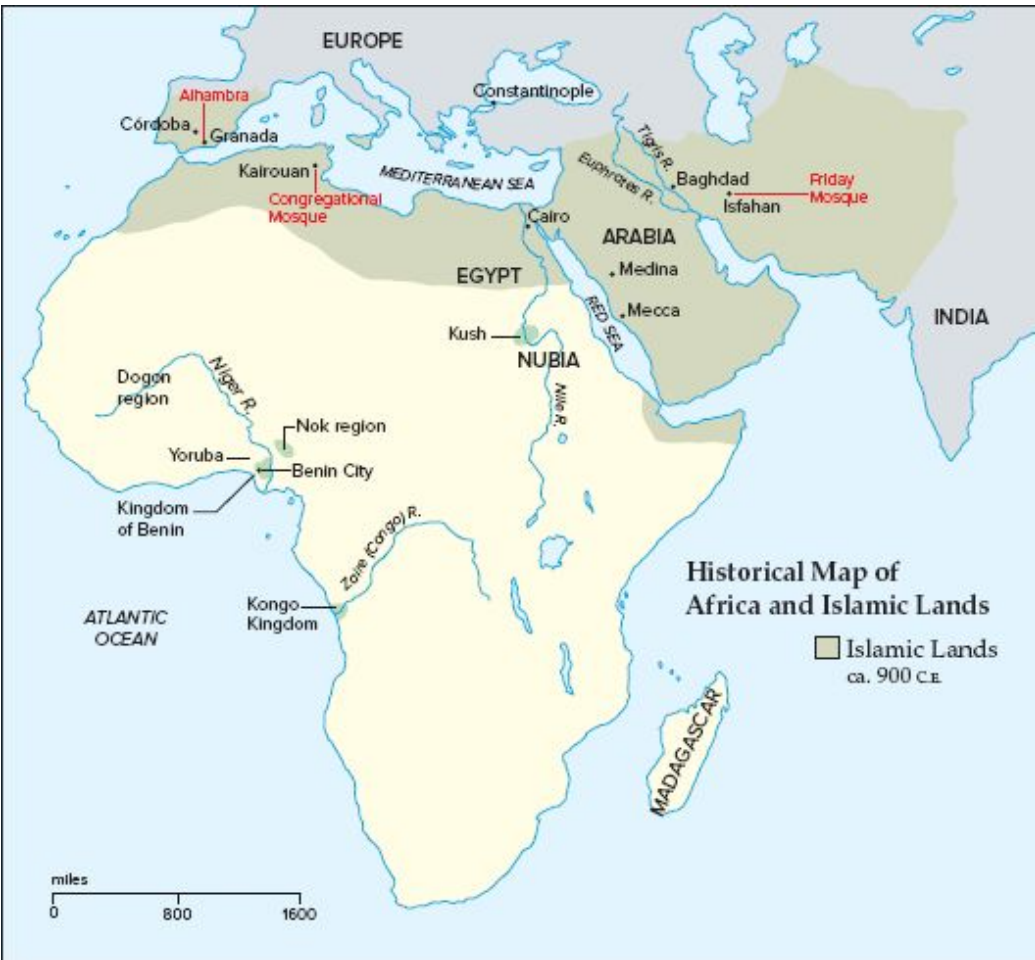 EUROPE
Alhambra
Constantinople
Córdoba
Granada
Kairouan
MEDITERRANEAN SEA
Congregational
Mosque
Tigris R.
Euphrates R.
Baghdad
Isfahan
Friday
Mosque
Cairo
ARABIA
EGYPT
Medina
Mecca
RED SEA
INDIA
Kush
NUBIA
Nile R.
Dogon
region
Niger R.
Nok region
Yoruba
Benin City
Kingdom
of Benin
Zaire (Congo) R.
Kongo
Kingdom
ATLANTIC
OCEAN
Historical Map of
Africa and Islamic Lands
Islamic Lands
ca. 900 C.E.
MADAGASCAR
miles
0 800 1600